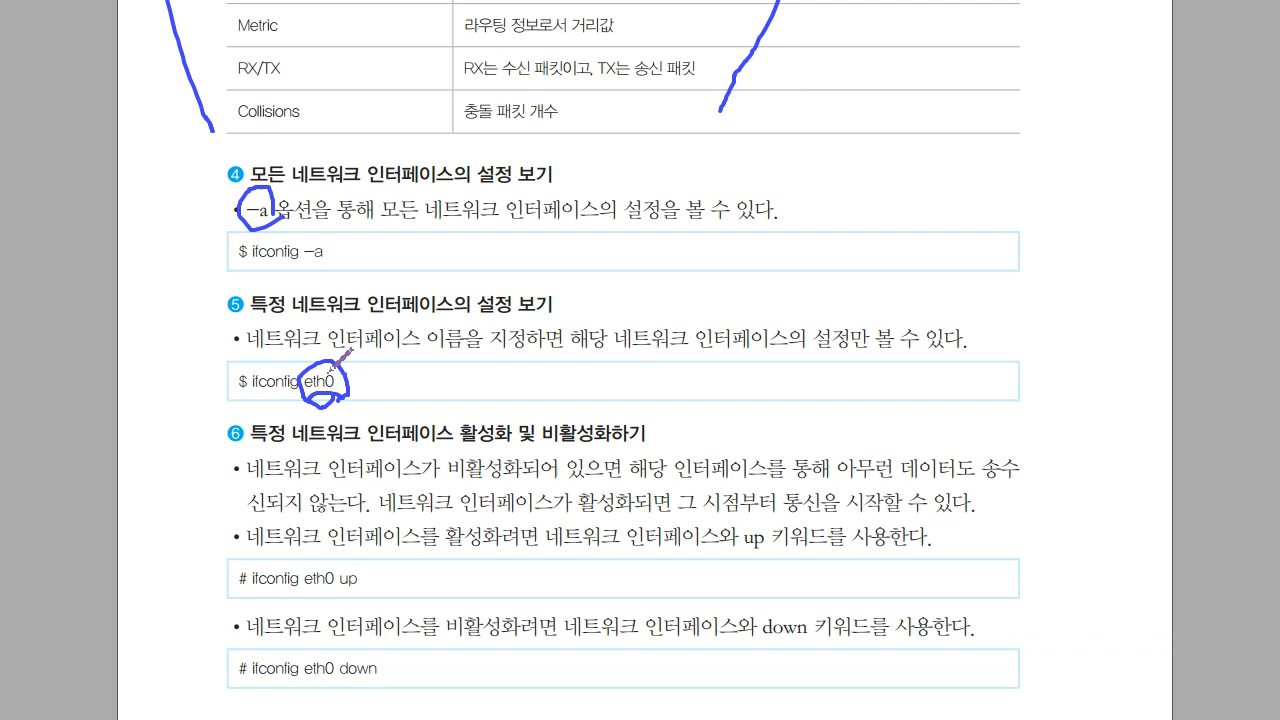 Metric 라우팅 정보로서 거리값
RX/TX RX는 수신 패킷이고, TX는 송신 패킷
Collisions 충돌 패킷 개수
④ 모든 네트워크 인터페이스의 설정 보기
• –a 옵션을 통해 모든 네트워크 인터페이스의 설정을 볼 수 있다.
$ ifconfig –a
⑤ 특정 네트워크 인터페이스의 설정 보기
• 네트워크 인터페이스 이름을 지정하면 해당 네트워크 인터페이스의 설정만 볼 수 있다.
$ ifconfig eth0
⑥ 특정 네트워크 인터페이스 활성화 및 비활성화하기
• 네트워크 인터페이스가 비활성화되어 있으면 해당 인터페이스를 통해 아무런 데이터도 송수
신되지 않는다. 네트워크 인터페이스가 활성화되면 그 시점부터 통신을 시작할 수 있다.
• 네트워크 인터페이스를 활성화려면 네트워크 인터페이스와 up 키워드를 사용한다.
# ifconfig eth0 up
• 네트워크 인터페이스를 비활성화려면 네트워크 인터페이스와 down 키워드를 사용한다.
# ifconfig eth0 down